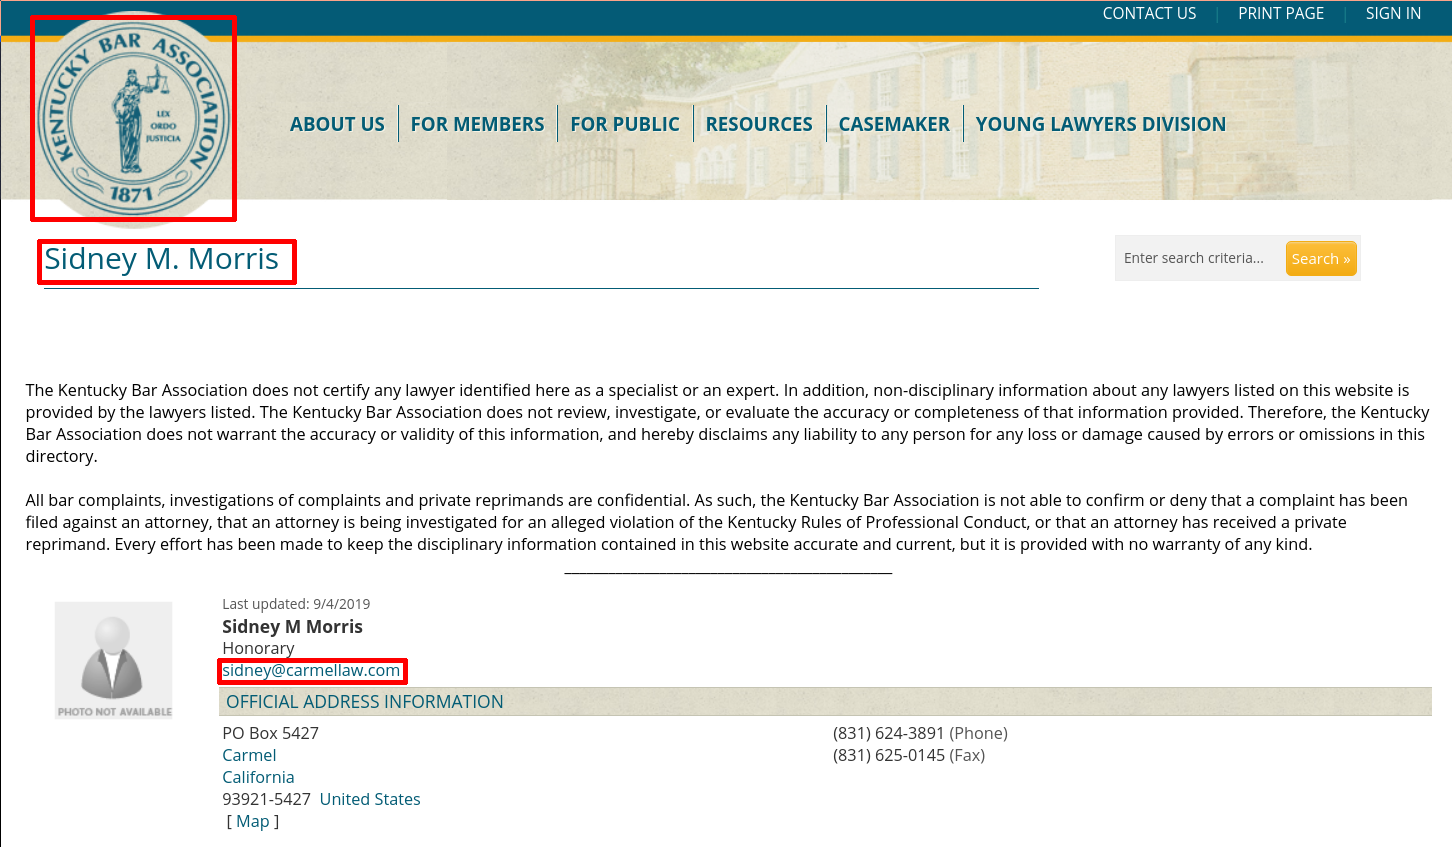 CONTACT US | PRINT PAGE | SIGN IN
KENTUCKY BAR ASSOCIATION
LEX
ORDO
JUSTICIA
1871
ABOUT US
FOR MEMBERS
FOR PUBLIC
RESOURCES
CASEMAKER
YOUNG LAWYERS DIVISION
Sidney M. Morris
Enter search criteria... Search »
The Kentucky Bar Association does not certify any lawyer identified here as a specialist or an expert. In addition, non-disciplinary information about any lawyers listed on this website is
provided by the lawyers listed. The Kentucky Bar Association does not review, investigate, or evaluate the accuracy or completeness of that information provided. Therefore, the Kentucky
Bar Association does not warrant the accuracy or validity of this information, and hereby disclaims any liability to any person for any loss or damage caused by errors or omissions in this
directory.
All bar complaints, investigations of complaints and private reprimands are confidential. As such, the Kentucky Bar Association is not able to confirm or deny that a complaint has been
filed against an attorney, that an attorney is being investigated for an alleged violation of the Kentucky Rules of Professional Conduct, or that an attorney has received a private
reprimand. Every effort has been made to keep the disciplinary information contained in this website accurate and current, but it is provided with no warranty of any kind.
PHOTO NOT AVAILABLE
Last updated: 9/4/2019
Sidney M Morris
Honorary
sidney@carmellaw.com
OFFICIAL ADDRESS INFORMATION
PO Box 5427
Carmel
California
93921-5427 United States
[ Map ]
(831) 624-3891 (Phone)
(831) 625-0145 (Fax)